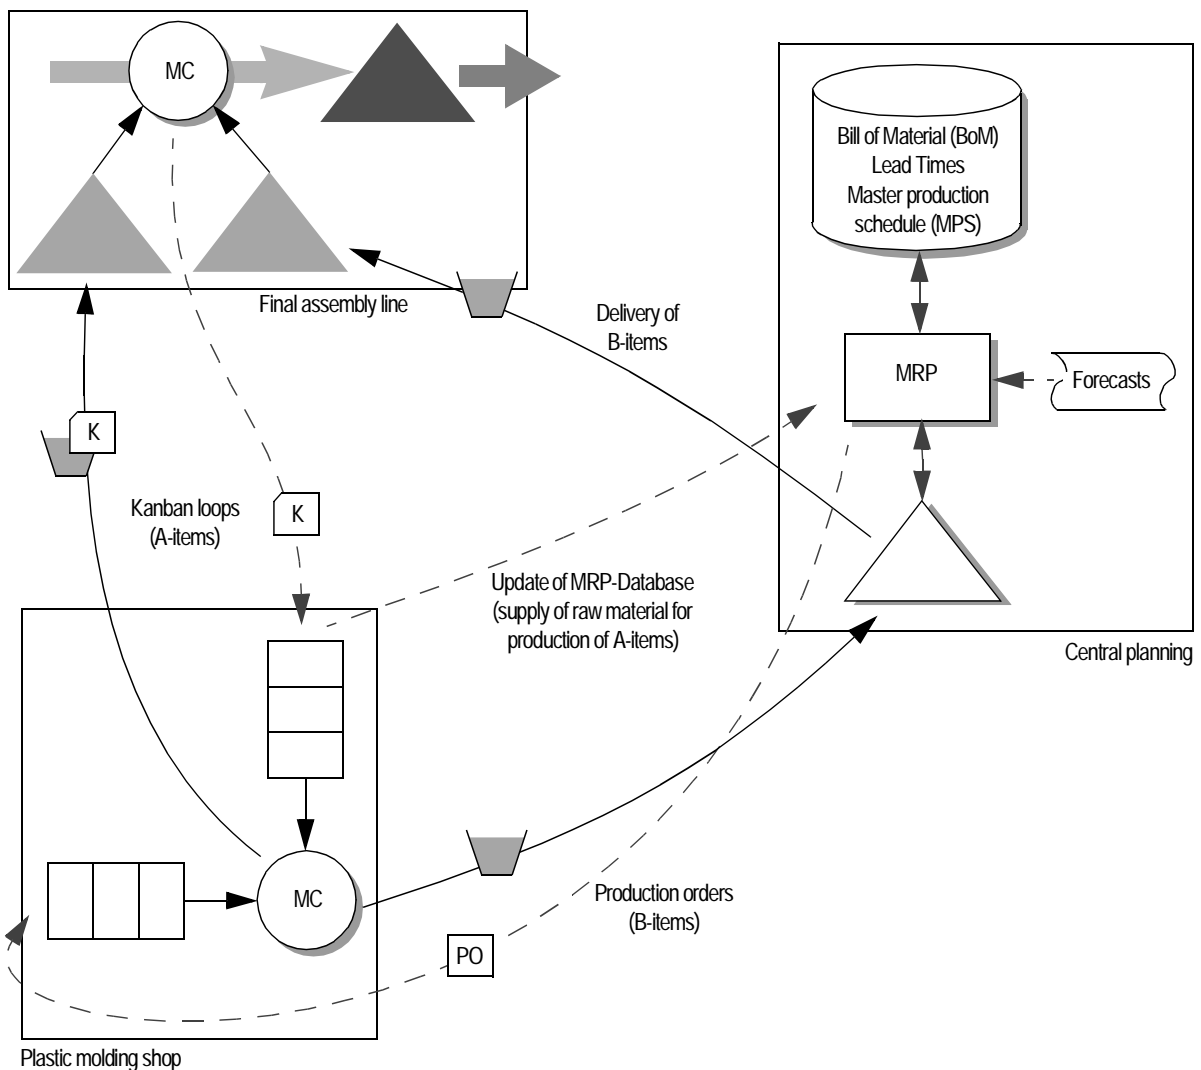 MC
Bill of Material (BoM)
Lead Times
Master production
schedule (MPS)
Final assembly line
Delivery of
B-items
MRP
Forecasts
K
Kanban loops
(A-items)
K
Update of MRP-Database
(supply of raw material for
production of A-items)
Central planning
MC
Production orders
(B-items)
PO
Plastic molding shop